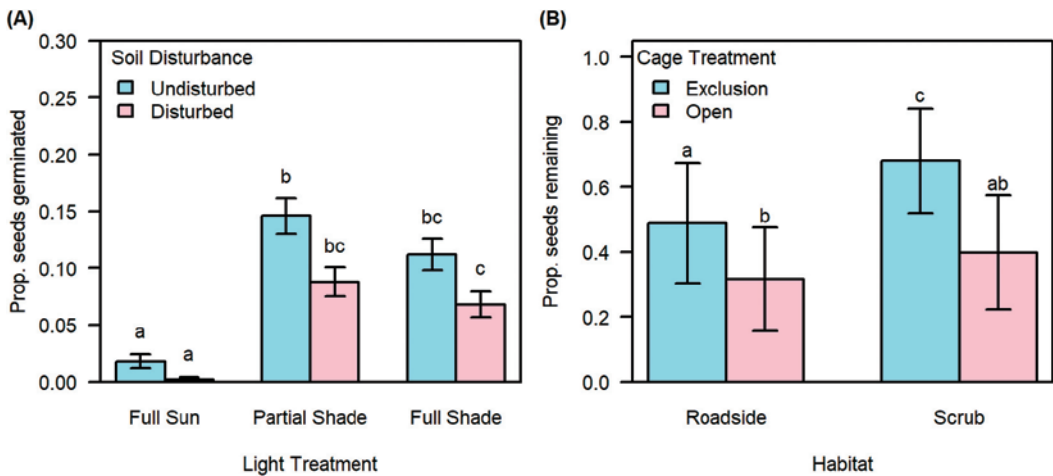 (A)
Prop. seeds germinated
0.30
0.25
0.20
0.15
0.10
0.05
0.00
Soil Disturbance
Undisturbed
Disturbed
a
a
b
bc
bc
c
Full Sun
Partial Shade
Full Shade
Light Treatment
(B)
Prop. seeds remaining
1.0
0.8
0.6
0.4
0.2
0.0
Cage Treatment
Exclusion
Open
a
b
c
ab
Roadside
Scrub
Habitat